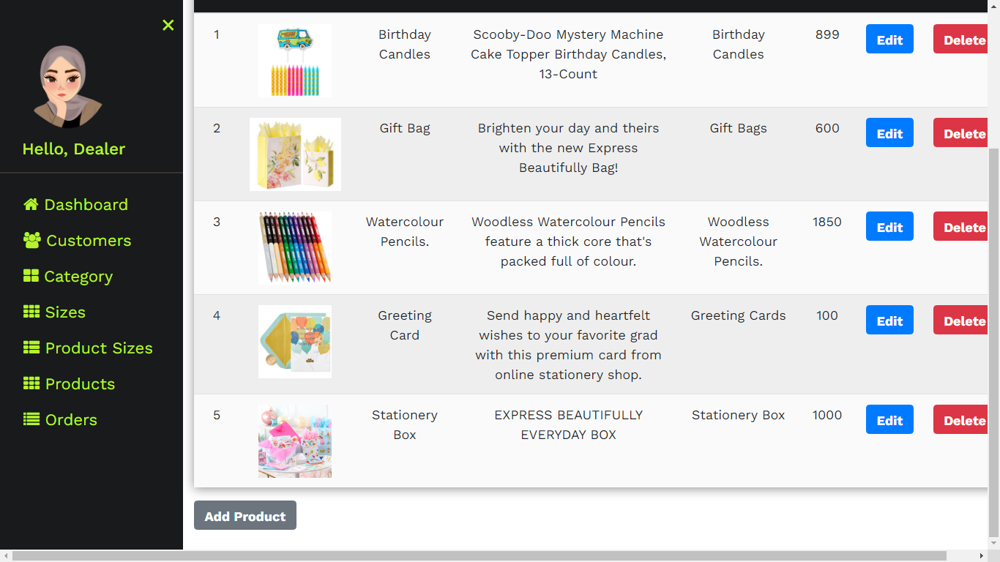 ×
Hello, Dealer
Dashboard
Customers
Category
Sizes
Product Sizes
Products
Orders
1
Birthday
Candles
Scooby-Doo Mystery Machine
Cake Topper Birthday Candles,
13-Count
Birthday
Candles
899
Edit
Delete
2
Gift Bag
Brighten your day and theirs
with the new Express
Beautifully Bag!
Gift Bags
600
Edit
Delete
3
Watercolour
Pencils.
Woodless Watercolour Pencils
feature a thick core that's
packed full of colour.
Woodless
Watercolour
Pencils.
1850
Edit
Delete
4
Greeting
Card
Send happy and heartfelt
wishes to your favorite grad
with this premium card from
online stationery shop.
Greeting Cards
100
Edit
Delete
5
Stationery
Box
EXPRESS BEAUTIFULLY
EVERYDAY BOX
Stationery Box
1000
Edit
Delete
Add Product